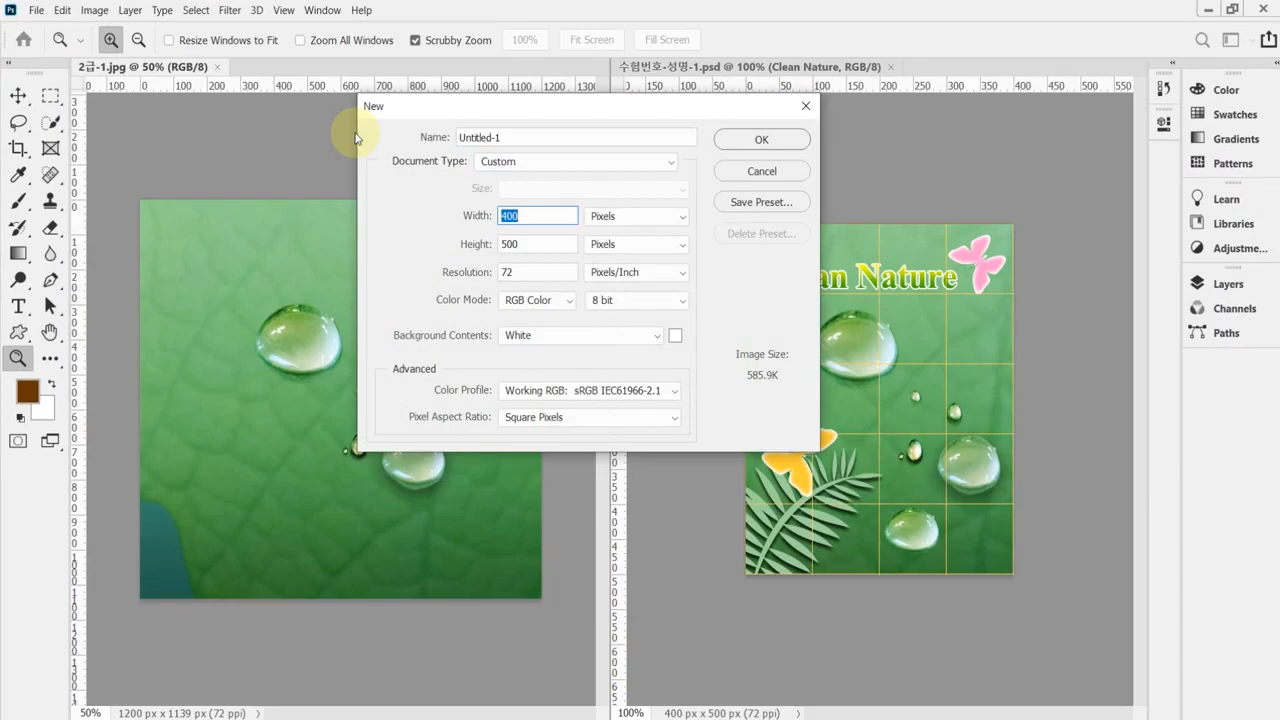 Ps File Edit Image Layer Type Select Filter 3D View Window Help
Resize Windows to Fit Zoom All Windows Scrubby Zoom 100% Fit Screen Fill Screen
2급-1.jpg @ 50% (RGB/8) × 수험번호-성명-1.psd @ 100% (Clean Nature, RGB/8) ×
New
Name: Untitled-1 OK
Document Type: Custom
Cancel
Size:
Save Preset...
Width: 400 Pixels
Delete Preset...
Height: 500 Pixels
Resolution: 72 Pixels/Inch
Color Mode: RGB Color 8 bit
Background Contents: White
Image Size:
585.9K
Advanced
Color Profile: Working RGB: sRGB IEC61966-2.1
Pixel Aspect Ratio: Square Pixels
an Nature
Color
Swatches
Gradients
Patterns
Learn
Libraries
Adjustme...
Layers
Channels
Paths
50% 1200 px x 1139 px (72 ppi) 100% 400 px x 500 px (72 ppi)